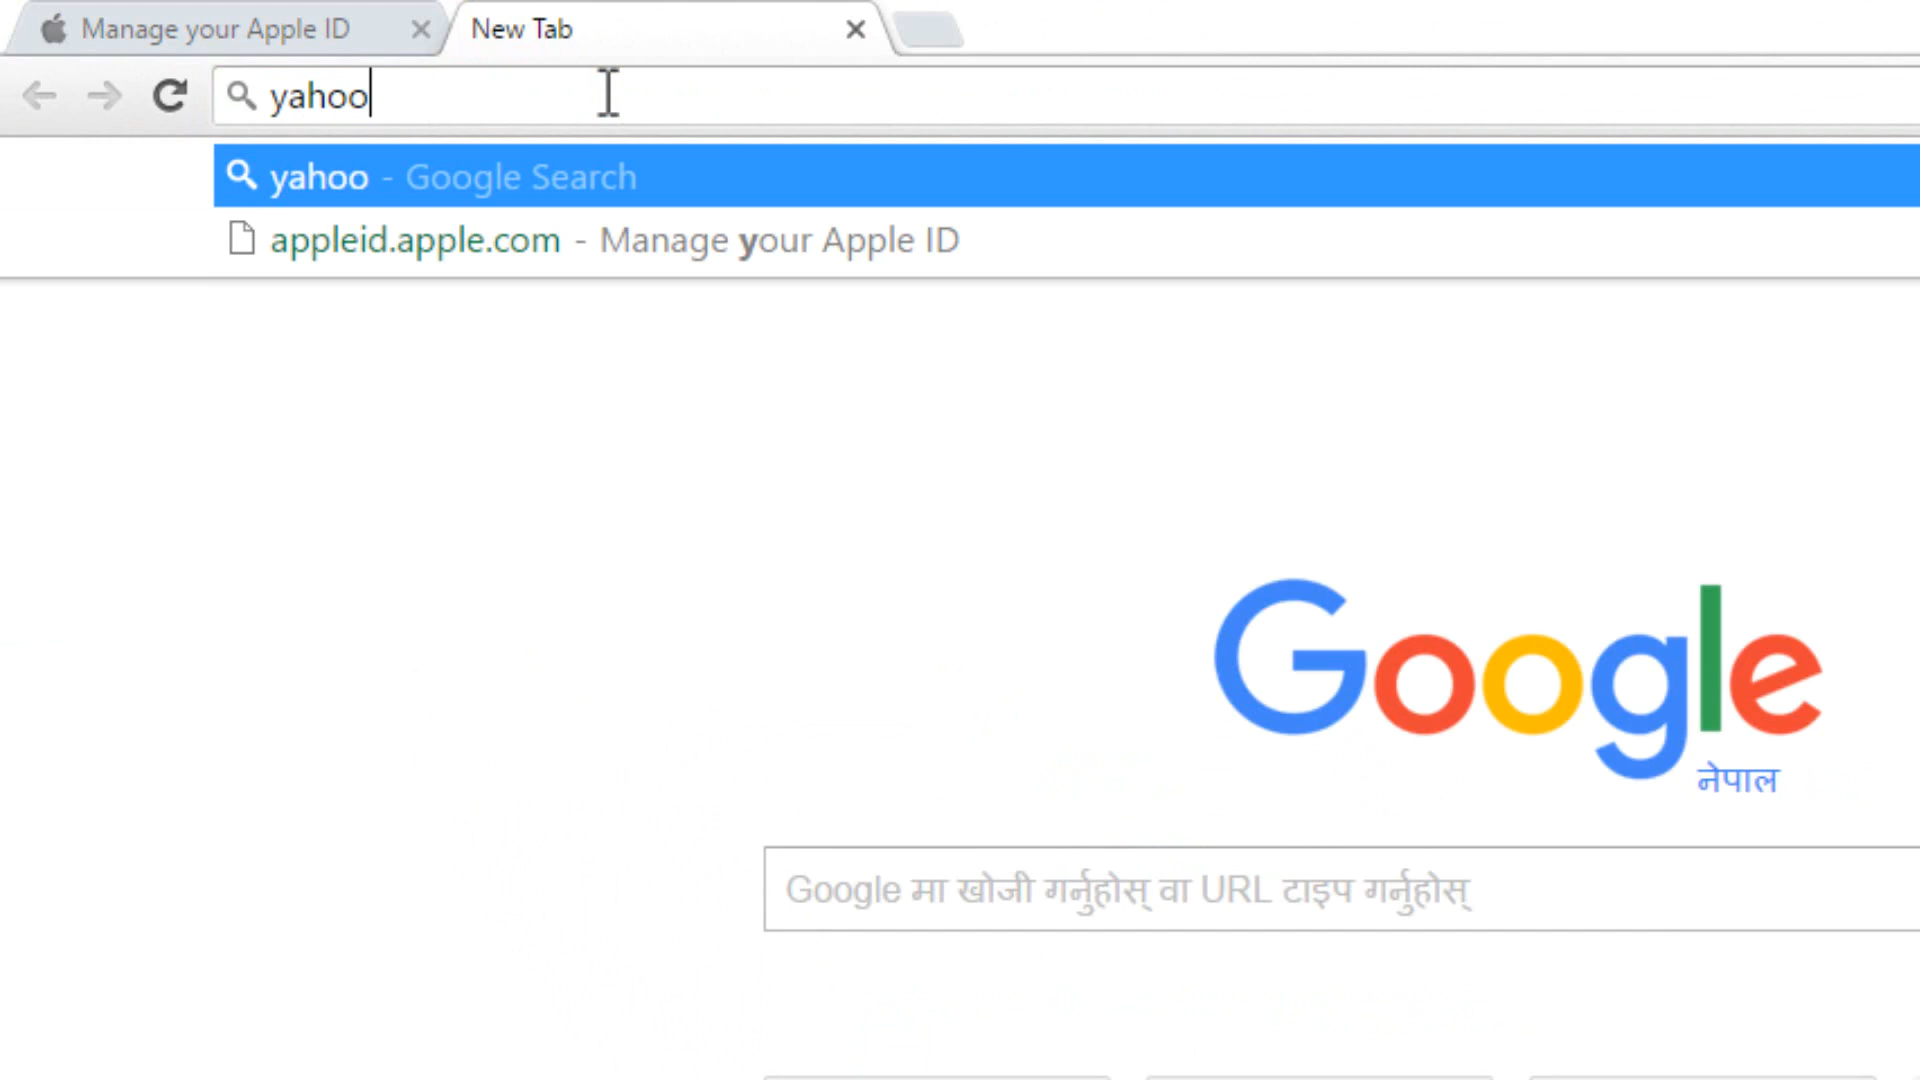 Manage your Apple ID
New Tab
yahoo
yahoo - Google Search
appleid.apple.com - Manage your Apple ID
Google
नेपाल
Google मा खोजी गर्नुहोस् वा URL टाइप गर्नुहोस्